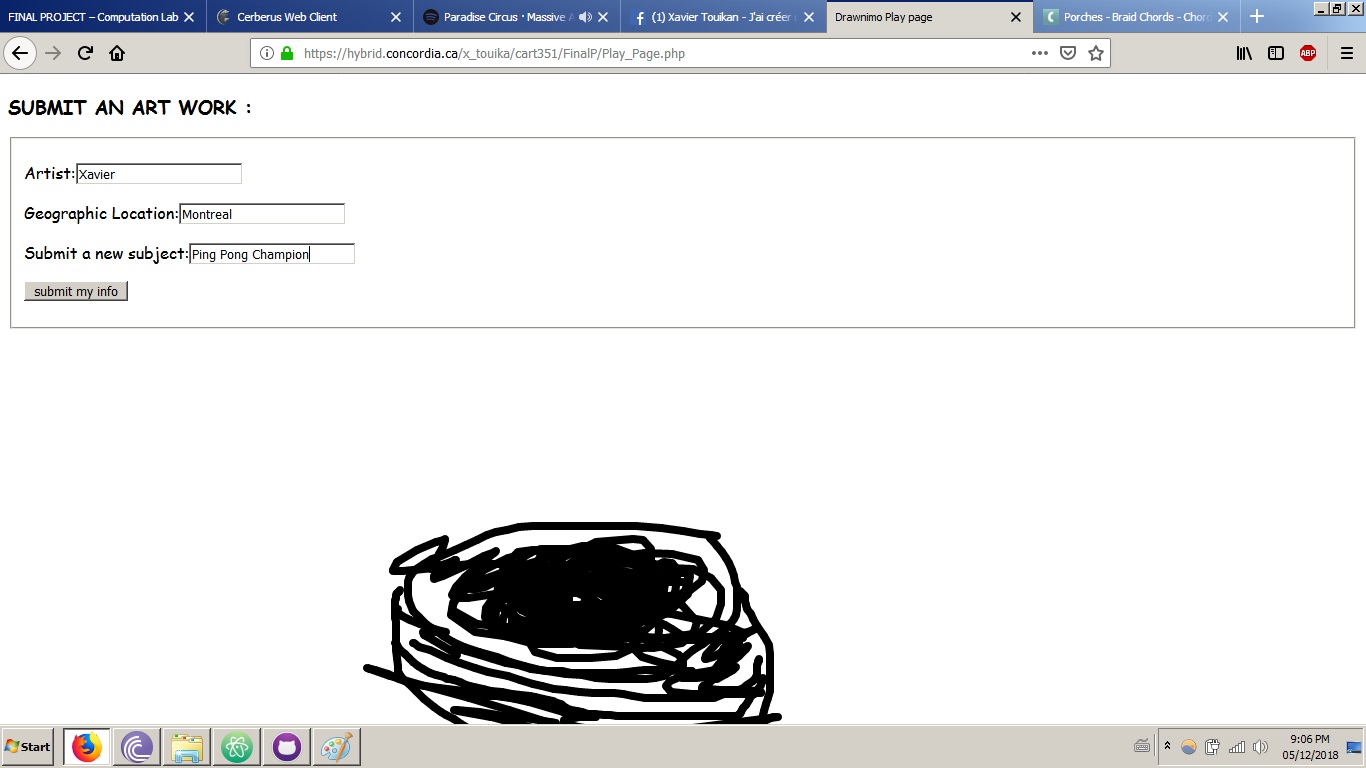 FINAL PROJECT – Computation Lab
Cerberus Web Client
Paradise Circus · Massive A
(1) Xavier Touikan - J'ai créer
Drawnimo Play page
Porches - Braid Chords - Chord
https://hybrid.concordia.ca/x_touika/cart351/FinalP/Play_Page.php
ABP
SUBMIT AN ART WORK :
Artist:Xavier
Geographic Location:Montreal
Submit a new subject:Ping Pong Champion
submit my info
Start
9:06 PM
05/12/2018